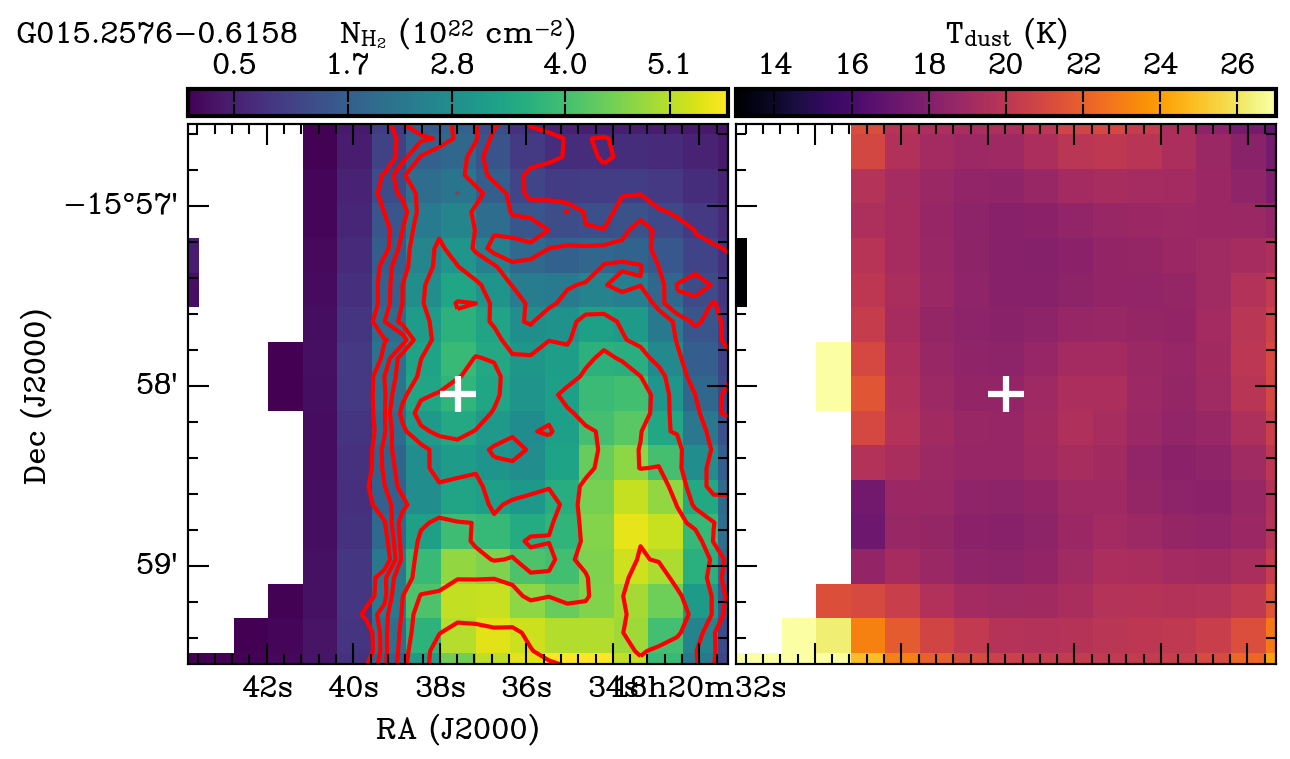 G015.2576−0.6158 N_H₂ (10²² cm⁻²) T_dust (K)
0.5 1.7 2.8 4.0 5.1 14 16 18 20 22 24 26
−15°57'
58'
59'
Dec (J2000)
42s 40s 38s 36s 34s 18h20m32s
RA (J2000)